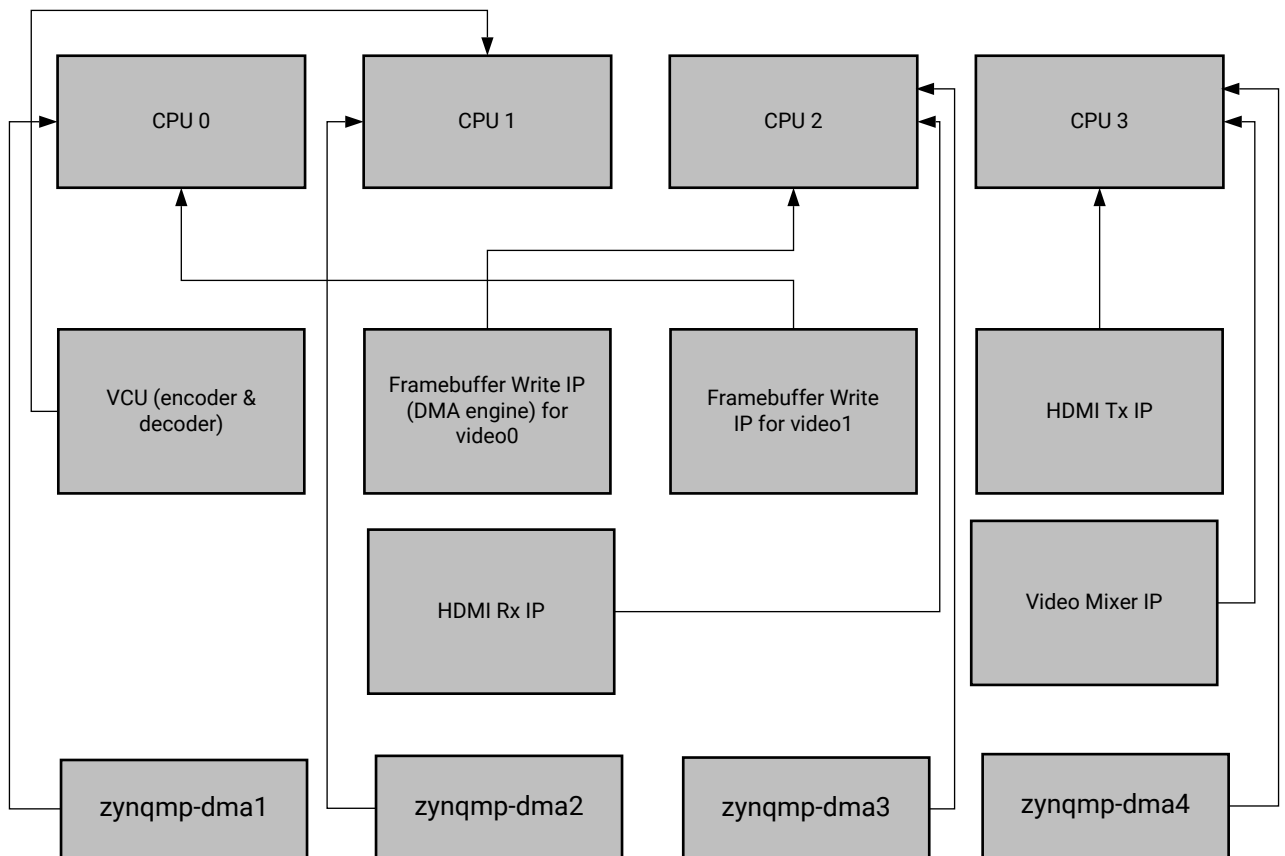 CPU 0
CPU 1
CPU 2
CPU 3
VCU (encoder &
decoder)
Framebuffer Write IP
(DMA engine) for
video0
Framebuffer Write
IP for video1
HDMI Tx IP
HDMI Rx IP
Video Mixer IP
zynqmp-dma1
zynqmp-dma2
zynqmp-dma3
zynqmp-dma4